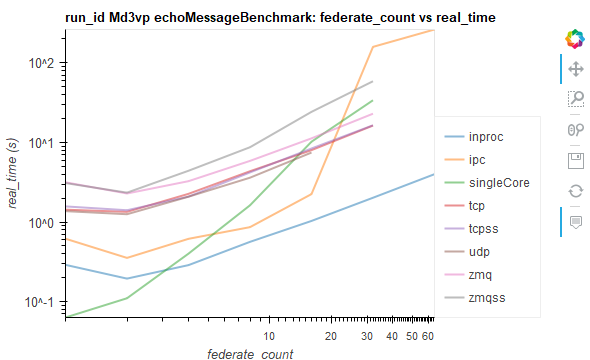 run_id Md3vp echoMessageBenchmark: federate_count vs real_time
real_time (s)
10^2
10^1
10^0
10^-1
10
20
30
40
50
60
federate_count
inproc
ipc
singleCore
tcp
tcpss
udp
zmq
zmqss